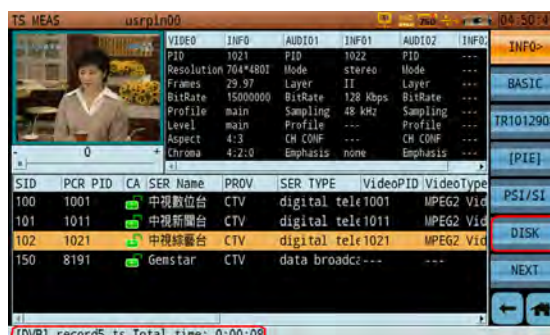 TS MEAS usrpin00 750 04:50:4
VIDEO INFO AUDIO1 INFO1 AUDIO2 INFO2
PID 1021 PID 1022 PID ---
Resolution 704*480I Mode stereo Mode ---
Frames 29.97 Layer II Layer ---
BitRate 15000000 BitRate 128 Kbps BitRate ---
Profile main Sampling 48 kHz Sampling ---
Level main Profile --- Profile ---
Aspect 4:3 CH CONF --- CH CONF ---
Chroma 4:2:0 Emphasis none Emphasis ---
- 0 +
SID PCR PID CA SER Name PROV SER TYPE VideoPID VideoType
100 1001 中視數位台 CTV digital tele 1001 MPEG2 Vid
101 1011 中視新聞台 CTV digital tele 1011 MPEG2 Vid
102 1021 中視綜藝台 CTV digital tele 1021 MPEG2 Vid
150 8191 Gemstar CTV data broadca --- ---
[DVR] record5.ts Total time: 0:00:08
INFO>
BASIC
TR101290
[PIE]
PSI/SI
DISK
NEXT